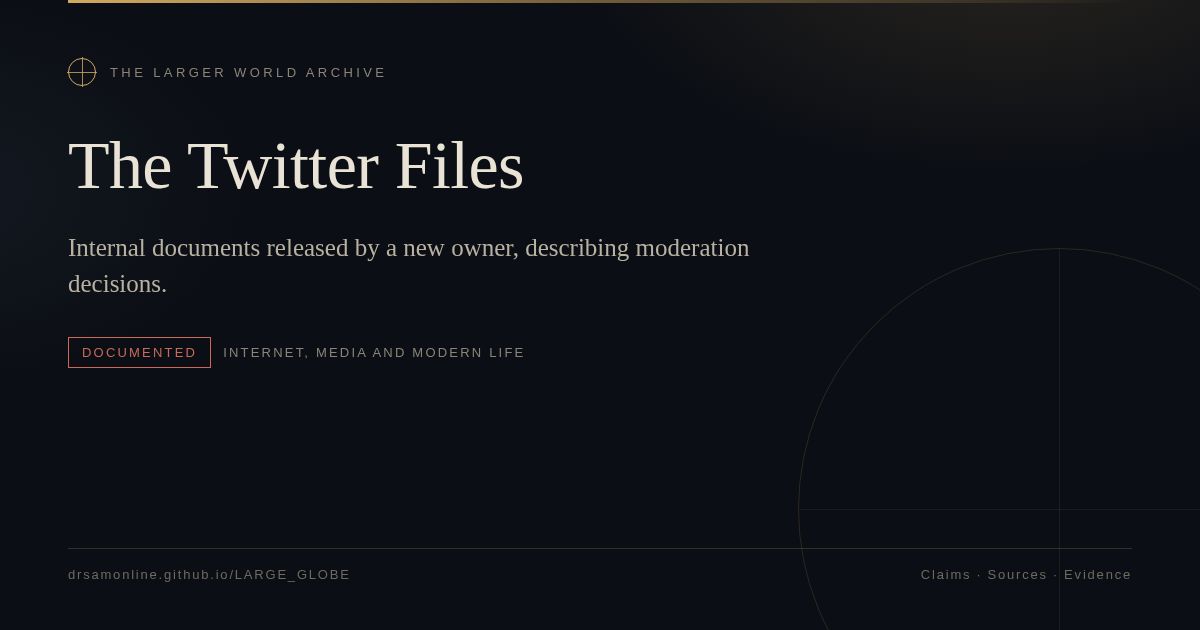 THE LARGER WORLD ARCHIVE
The Twitter Files
Internal documents released by a new owner, describing moderation
decisions.
DOCUMENTED
INTERNET, MEDIA AND MODERN LIFE
drsamonline.github.io/LARGE_GLOBE
Claims · Sources · Evidence